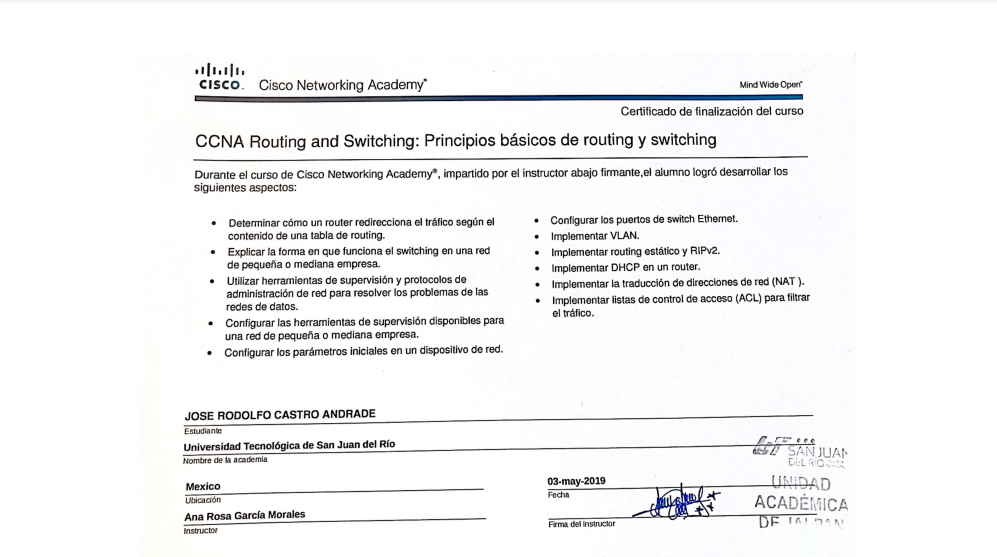 CISCO. Cisco Networking Academy®
Mind Wide Open®
Certificado de finalización del curso
CCNA Routing and Switching: Principios básicos de routing y switching
Durante el curso de Cisco Networking Academy®, impartido por el instructor abajo firmante,el alumno logró desarrollar los
siguientes aspectos:
• Determinar cómo un router redirecciona el tráfico según el
contenido de una tabla de routing.
• Explicar la forma en que funciona el switching en una red
de pequeña o mediana empresa.
• Utilizar herramientas de supervisión y protocolos de
administración de red para resolver los problemas de las
redes de datos.
• Configurar las herramientas de supervisión disponibles para
una red de pequeña o mediana empresa.
• Configurar los parámetros iniciales en un dispositivo de red.
• Configurar los puertos de switch Ethernet.
• Implementar VLAN.
• Implementar routing estático y RIPv2.
• Implementar DHCP en un router.
• Implementar la traducción de direcciones de red (NAT ).
• Implementar listas de control de acceso (ACL) para filtrar
el tráfico.
JOSE RODOLFO CASTRO ANDRADE
Estudiante
Universidad Tecnológica de San Juan del Río
Nombre de la academia
Mexico
Ubicación
Ana Rosa García Morales
Instructor
03-may-2019
Fecha
Firma del instructor
SAN JUAN
DEL RIO
UNIDAD
ACADÉMICA
DE